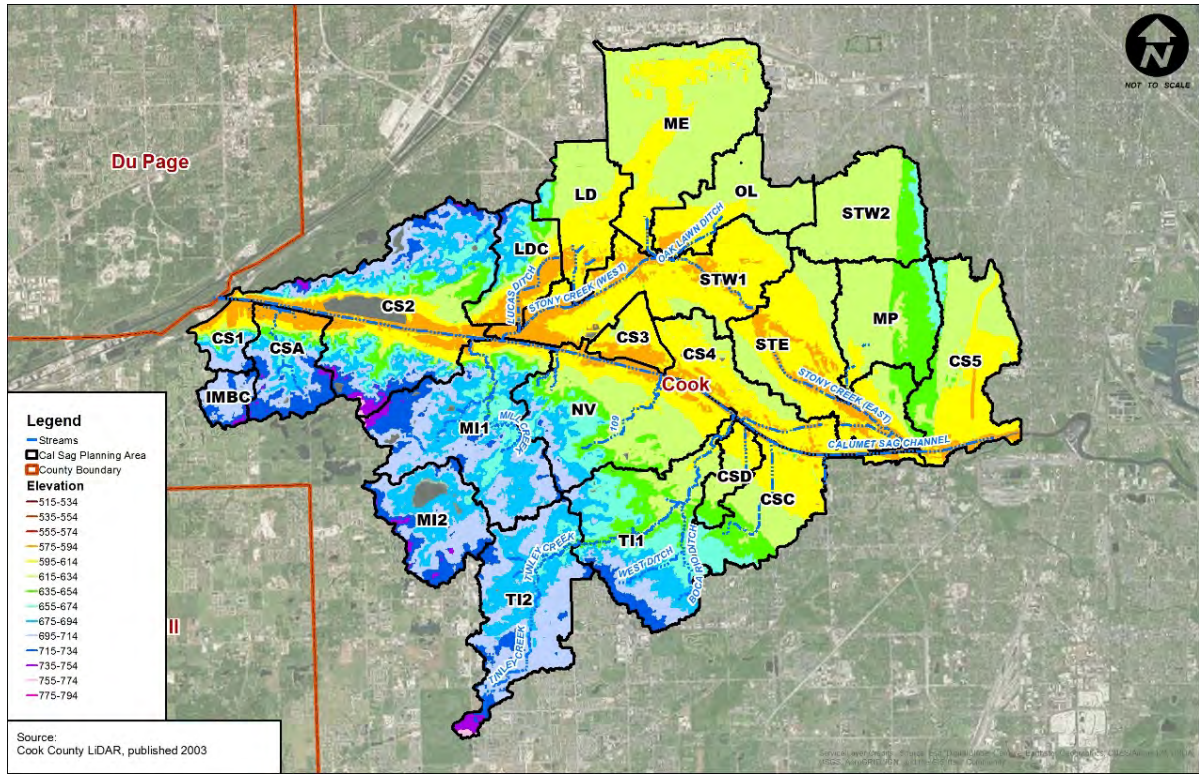 N
NOT TO SCALE
Du Page
ME
LD
OL
STW2
LDC
OAK LAWN DITCH
STW1
LUCAS DITCH
STONY CREEK (WEST)
CS2
MP
CS1
CSA
CS3
CS4
STE
CS5
Cook
IMBC
STONY CREEK (EAST)
NV
109
MI1
MILL CREEK
CALUMET SAG CHANNEL
CSD
CSC
MI2
TI1
TINLEY CREEK
WEST DITCH
BOCA RIO DITCH
TI2
TINLEY CREEK
ll
Legend
Streams
Cal Sag Planning Area
County Boundary
Elevation
515-534
535-554
555-574
575-594
595-614
615-634
635-654
655-674
675-694
695-714
715-734
735-754
755-774
775-794
Source:
Cook County LiDAR, published 2003